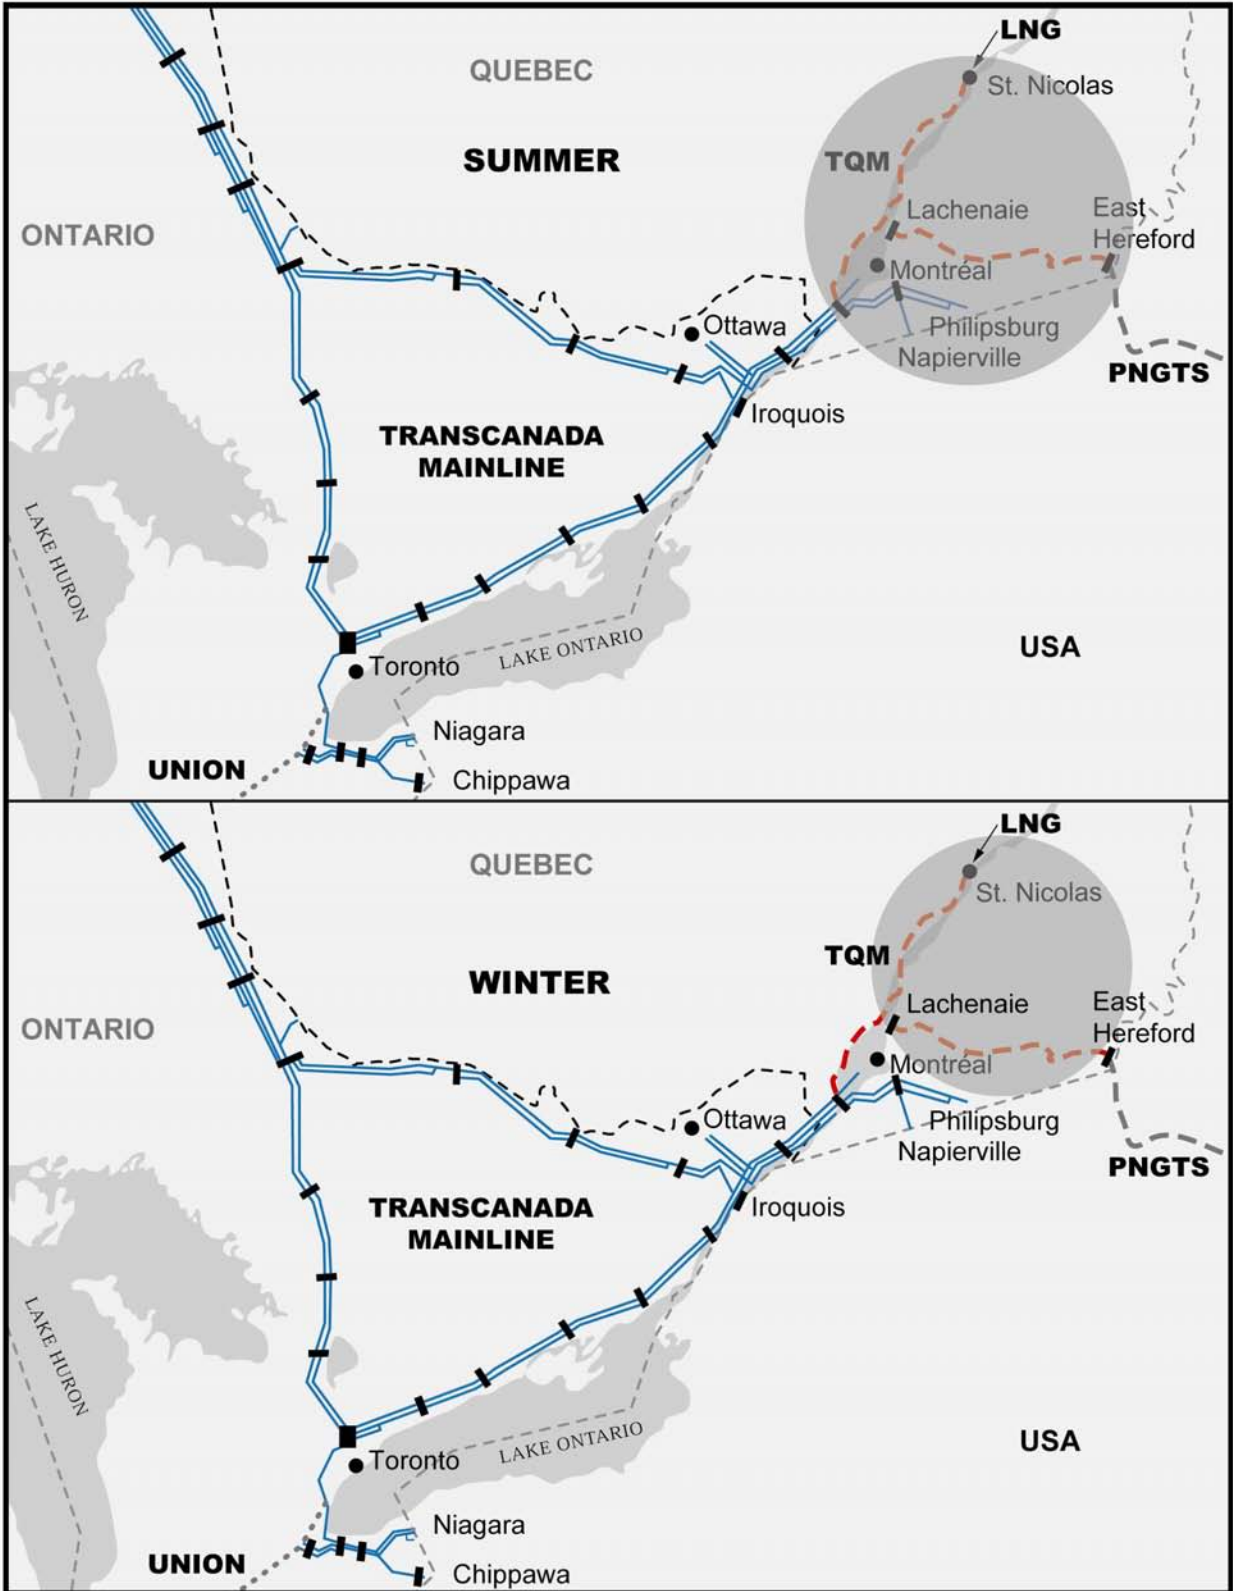 LNG
QUEBEC
St. Nicolas
SUMMER
TQM
Lachenaie
East
Hereford
ONTARIO
Montréal
Ottawa
Philipsburg
Napierville
PNGTS
Iroquois
TRANSCANADA
MAINLINE
LAKE HURON
LAKE ONTARIO
USA
Toronto
Niagara
UNION
Chippawa
LNG
QUEBEC
St. Nicolas
TQM
WINTER
Lachenaie
East
Hereford
ONTARIO
Montréal
Ottawa
Philipsburg
Napierville
PNGTS
Iroquois
TRANSCANADA
MAINLINE
LAKE HURON
LAKE ONTARIO
USA
Toronto
Niagara
UNION
Chippawa